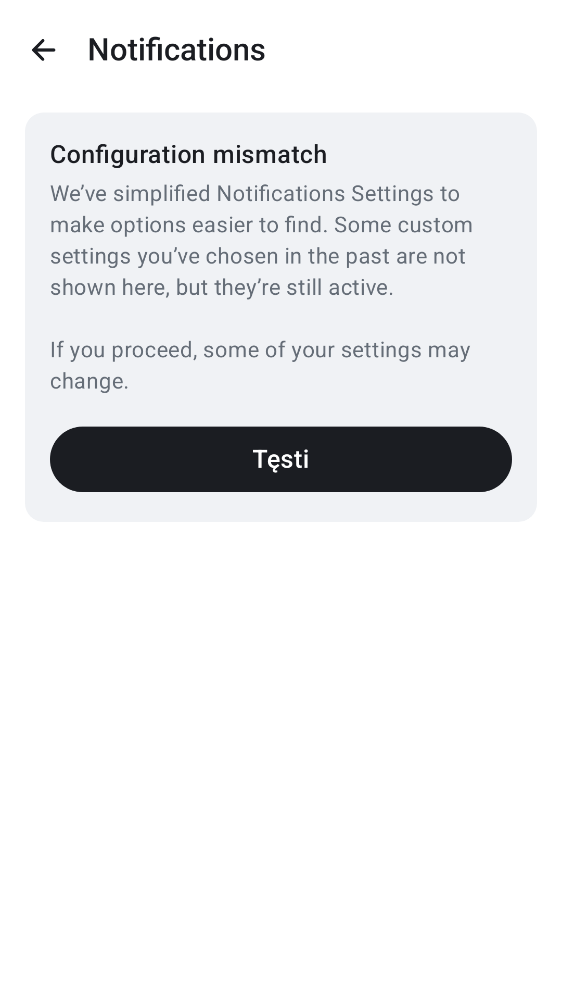 Notifications
Configuration mismatch
We’ve simplified Notifications Settings to
make options easier to find. Some custom
settings you’ve chosen in the past are not
shown here, but they’re still active.
If you proceed, some of your settings may
change.
Tęsti